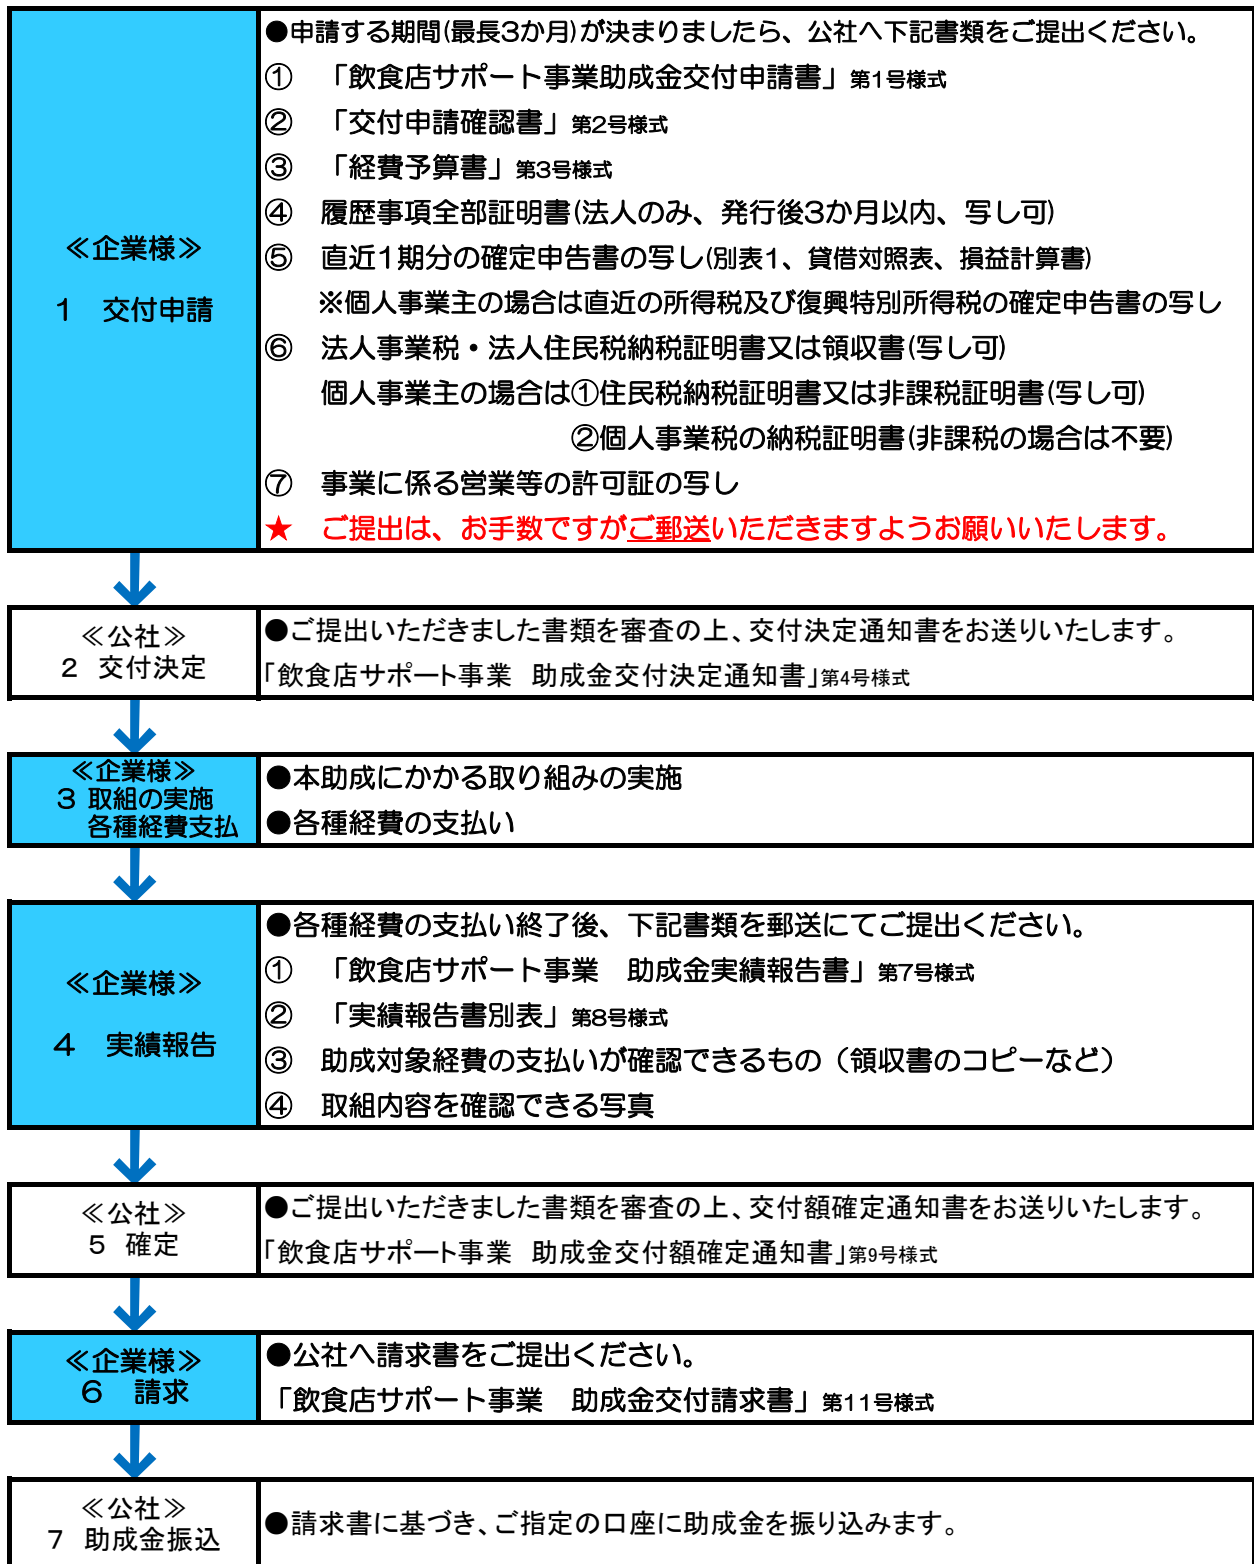 ≪企業様≫
1　交付申請
●申請する期間(最長3か月)が決まりましたら、公社へ下記書類をご提出ください。
①　「飲食店サポート事業助成金交付申請書」第1号様式
②　「交付申請確認書」第2号様式
③　「経費予算書」第3号様式
④　履歴事項全部証明書(法人のみ、発行後3か月以内、写し可)
⑤　直近1期分の確定申告書の写し(別表1、貸借対照表、損益計算書)
※個人事業主の場合は直近の所得税及び復興特別所得税の確定申告書の写し
⑥　法人事業税・法人住民税納税証明書又は領収書(写し可)
個人事業主の場合は①住民税納税証明書又は非課税証明書(写し可)
②個人事業税の納税証明書(非課税の場合は不要)
⑦　事業に係る営業等の許可証の写し
★　ご提出は、お手数ですがご郵送いただきますようお願いいたします。
≪公社≫
2　交付決定
●ご提出いただきました書類を審査の上、交付決定通知書をお送りいたします。
「飲食店サポート事業　助成金交付決定通知書」第4号様式
≪企業様≫
3 取組の実施
各種経費支払
●本助成にかかる取り組みの実施
●各種経費の支払い
≪企業様≫
4　実績報告
●各種経費の支払い終了後、下記書類を郵送にてご提出ください。
①　「飲食店サポート事業　助成金実績報告書」第7号様式
②　「実績報告書別表」第8号様式
③　助成対象経費の支払いが確認できるもの（領収書のコピーなど）
④　取組内容を確認できる写真
≪公社≫
5　確定
●ご提出いただきました書類を審査の上、交付額確定通知書をお送りいたします。
「飲食店サポート事業　助成金交付額確定通知書」第9号様式
≪企業様≫
6　請求
●公社へ請求書をご提出ください。
「飲食店サポート事業　助成金交付請求書」第11号様式
≪公社≫
7　助成金振込
●請求書に基づき、ご指定の口座に助成金を振り込みます。